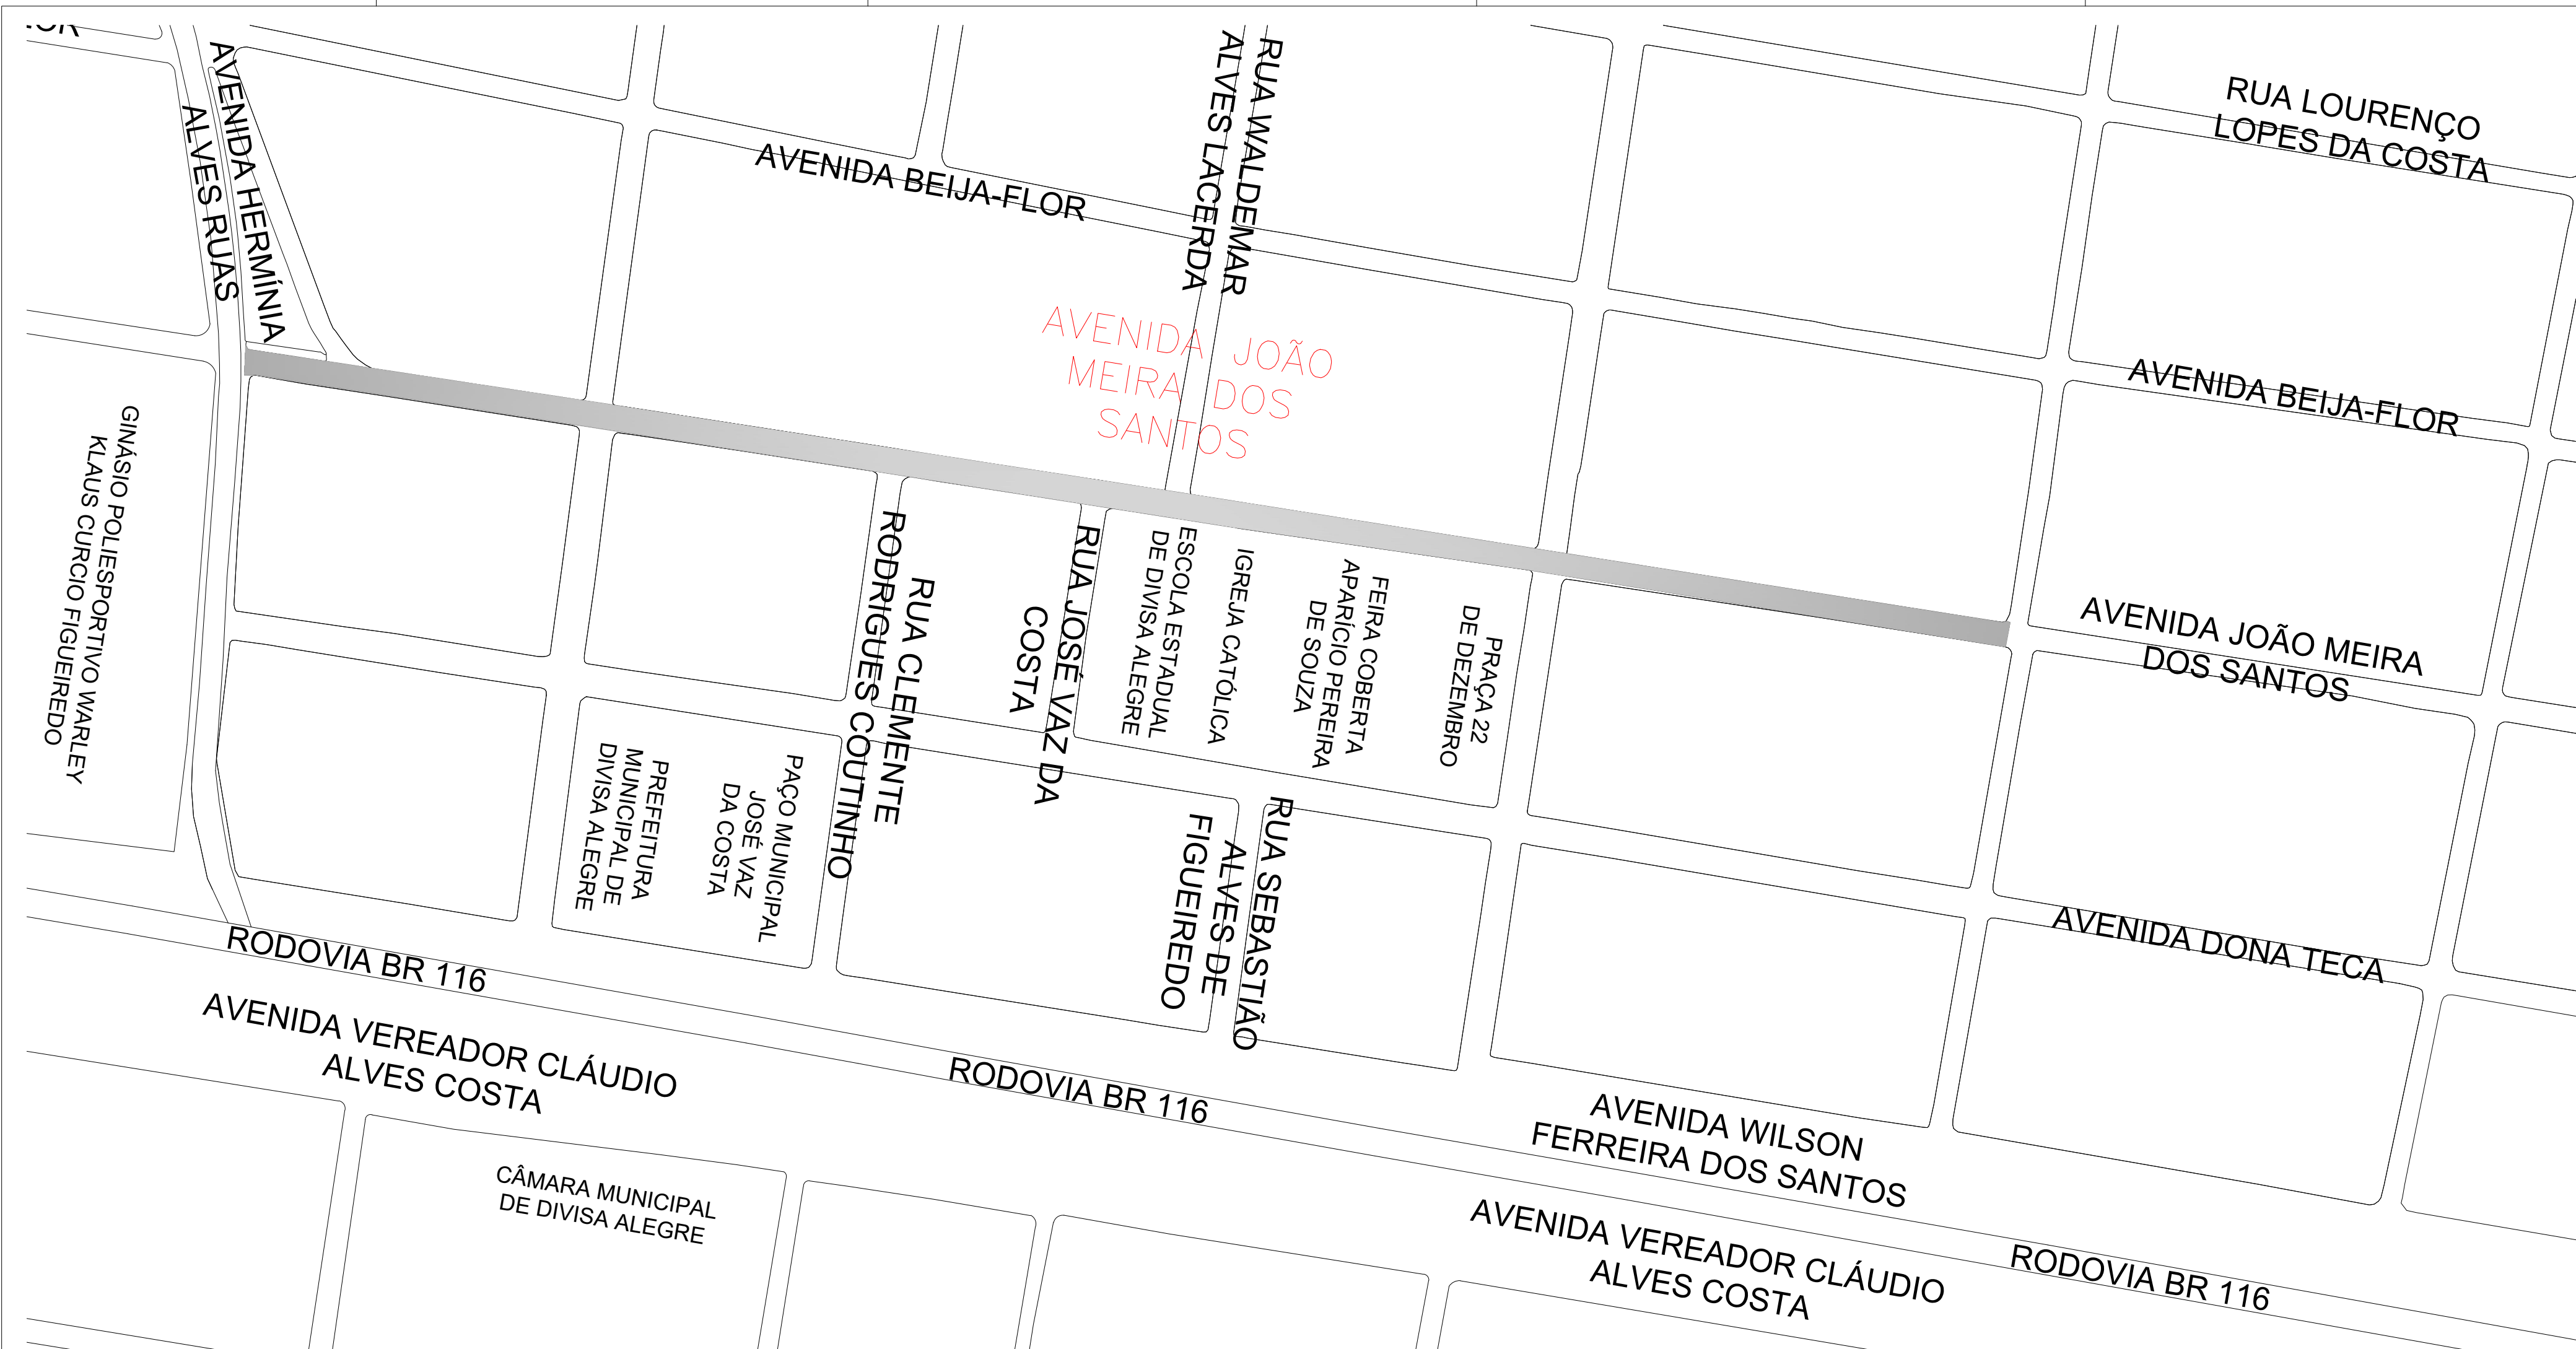 RUA LOURENÇO
LOPES DA COSTA
AVENIDA HERMÍNIA
ALVES RUAS
RUA WALDEMAR
ALVES LACERDA
AVENIDA BEIJA-FLOR
AVENIDA JOÃO
MEIRA DOS
SANTOS
AVENIDA BEIJA-FLOR
GINÁSIO POLIESPORTIVO WARLEY
KLAUS CURCIO FIGUEIREDO
RUA CLEMENTE
RODRIGUES COUTINHO
RUA JOSÉ VAZ DA
COSTA
ESCOLA ESTADUAL
DE DIVISA ALEGRE
IGREJA CATÓLICA
FEIRA COBERTA
APARÍCIO PEREIRA
DE SOUZA
PRAÇA 22
DE DEZEMBRO
AVENIDA JOÃO MEIRA
DOS SANTOS
PREFEITURA
MUNICIPAL DE
DIVISA ALEGRE
PAÇO MUNICIPAL
JOSÉ VAZ
DA COSTA
RUA SEBASTIÃO
ALVES DE
FIGUEIREDO
AVENIDA DONA TECA
RODOVIA BR 116
AVENIDA VEREADOR CLÁUDIO
ALVES COSTA
RODOVIA BR 116
AVENIDA WILSON
FERREIRA DOS SANTOS
CÂMARA MUNICIPAL
DE DIVISA ALEGRE
AVENIDA VEREADOR CLÁUDIO
ALVES COSTA
RODOVIA BR 116